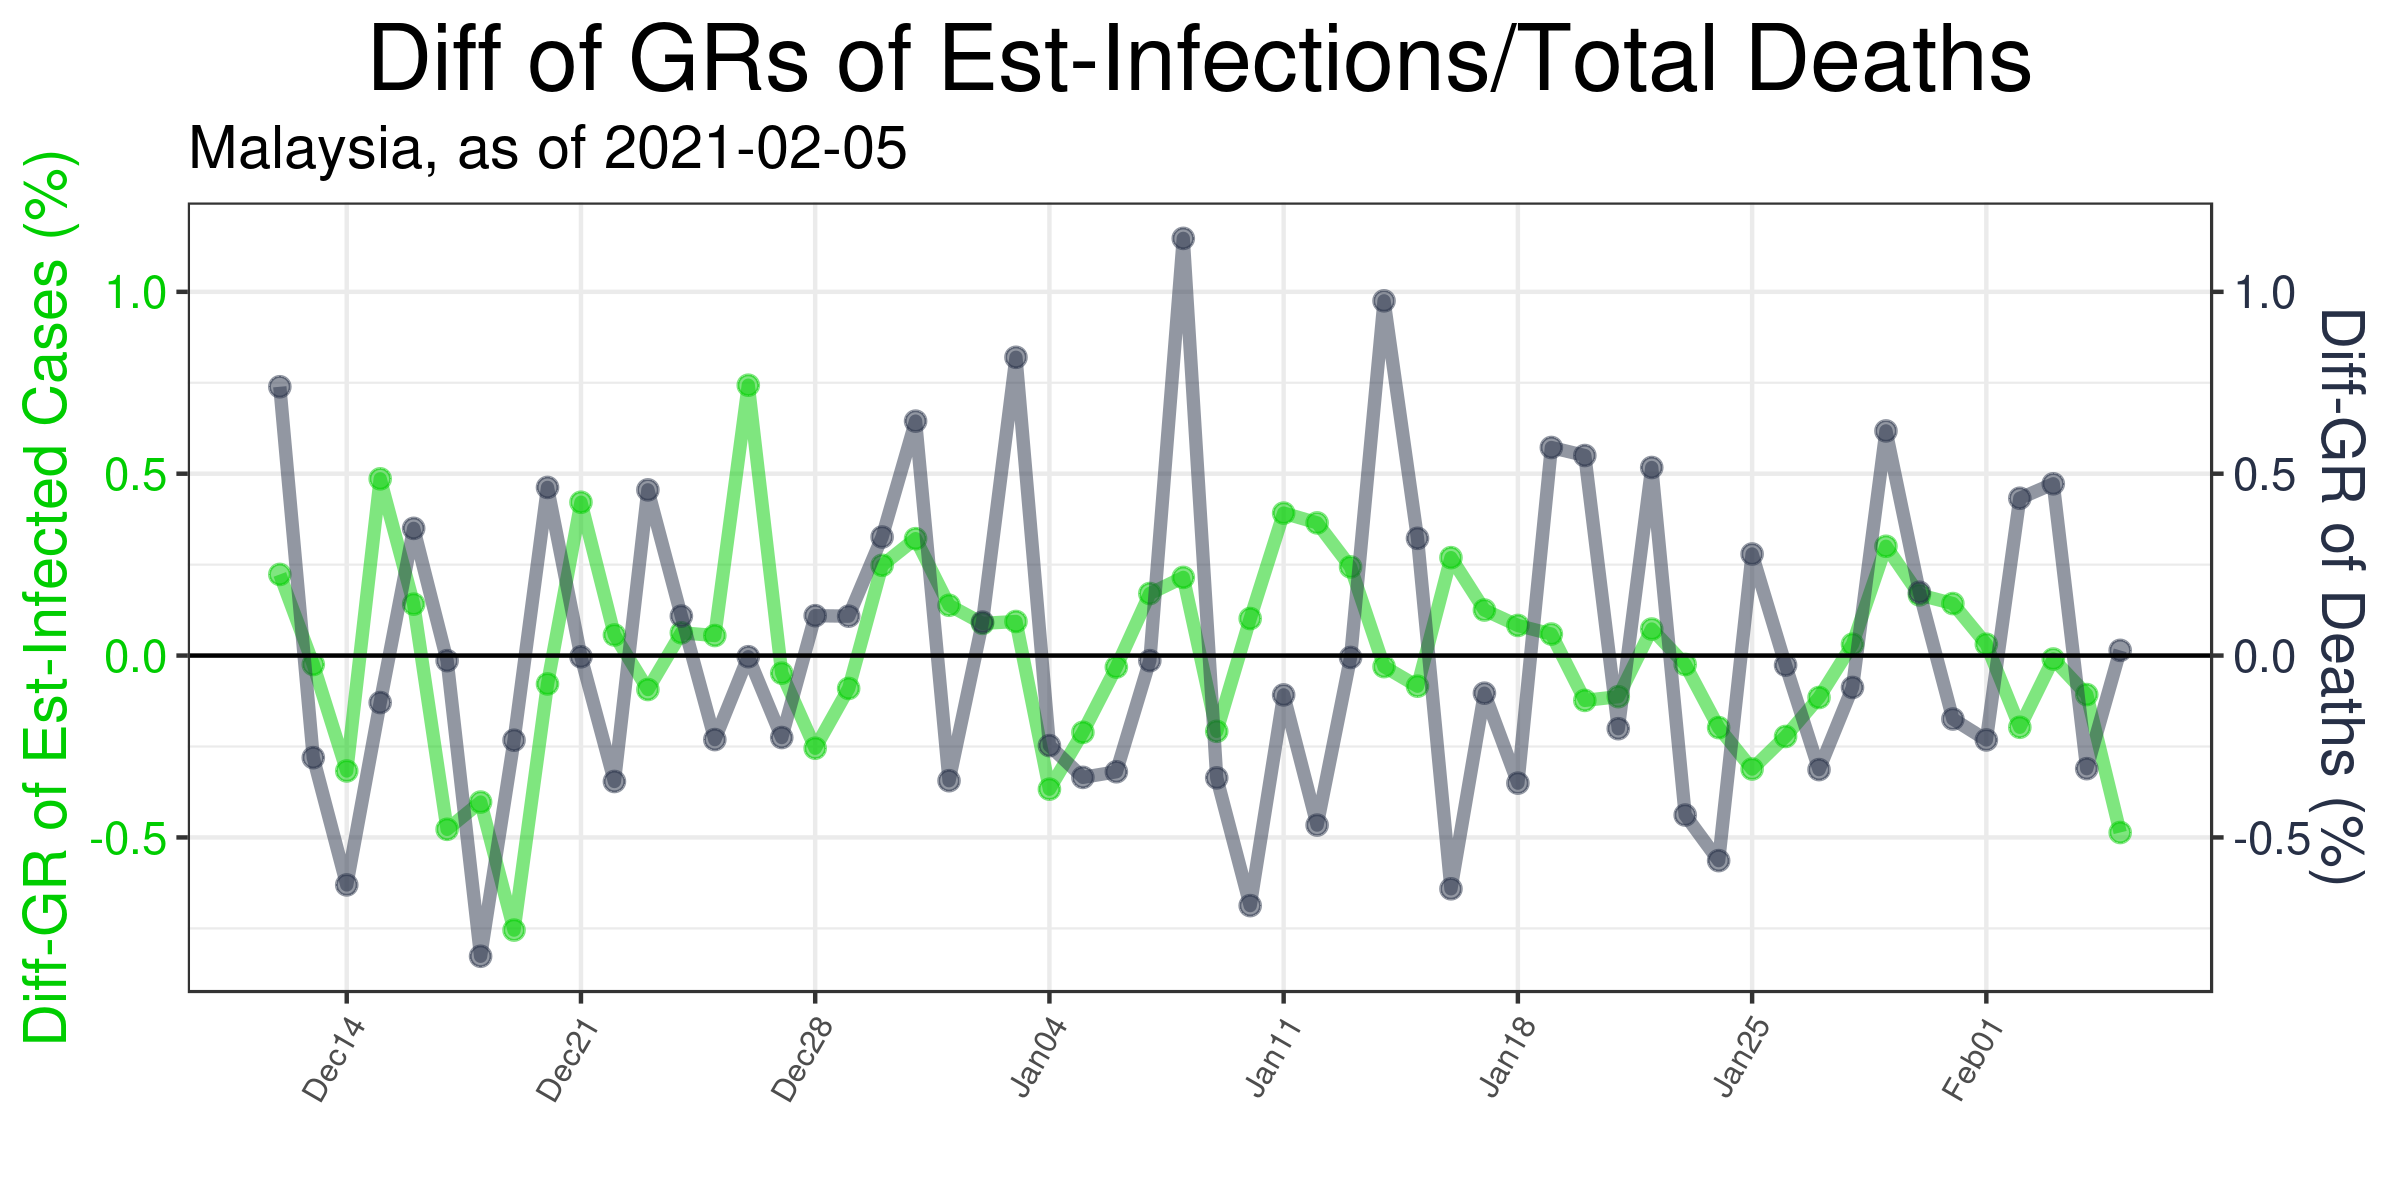 Diff of GRs of Est-Infections/Total Deaths
Malaysia, as of 2021-02-05
Diff-GR of Est-Infected Cases (%)
1.0
0.5
0.0
-0.5
1.0
0.5
0.0
-0.5
Diff-GR of Deaths (%)
Dec14
Dec21
Dec28
Jan04
Jan11
Jan18
Jan25
Feb01